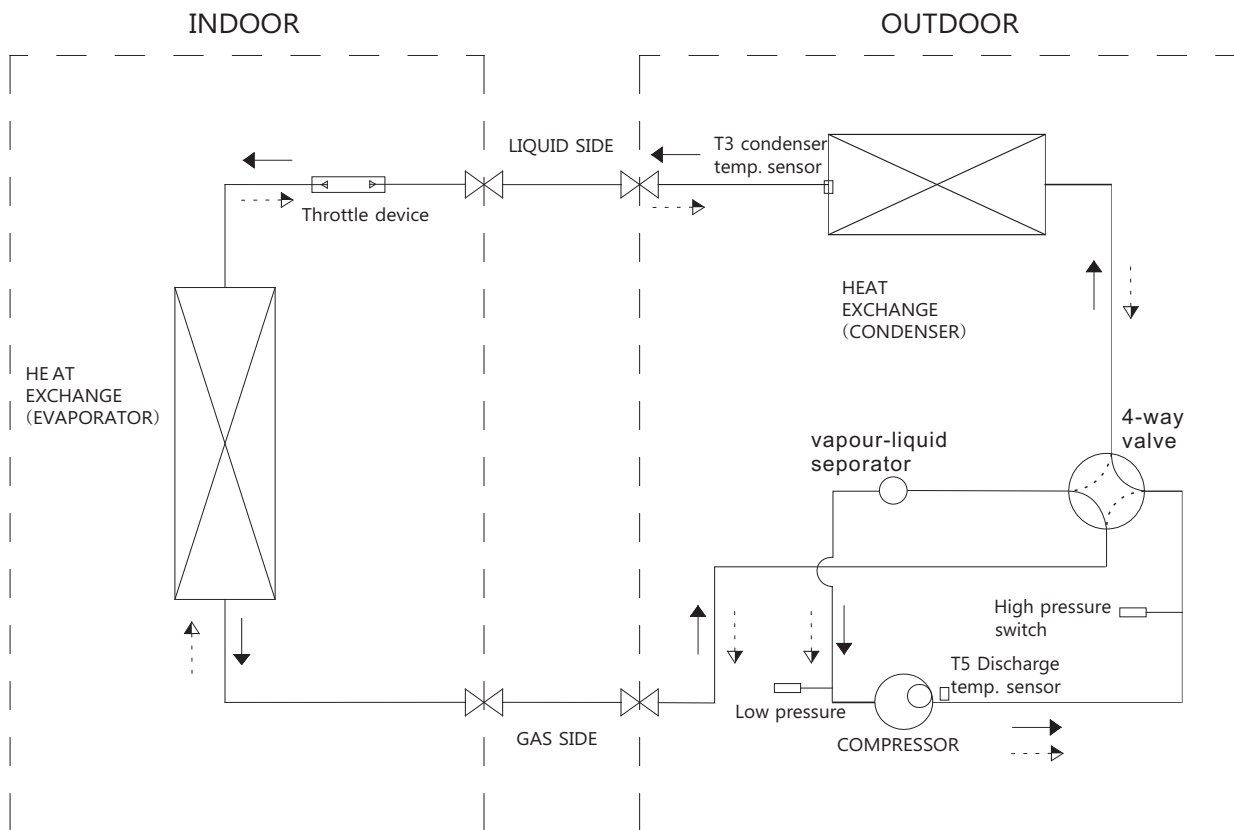 INDOOR
OUTDOOR
LIQUID SIDE
T3 condenser
temp. sensor
Throttle device
HEAT
EXCHANGE
(CONDENSER)
HE AT
EXCHANGE
(EVAPORATOR)
4-way
valve
vapour-liquid
seporator
High pressure
switch
T5 Discharge
temp. sensor
Low pressure
COMPRESSOR
GAS SIDE